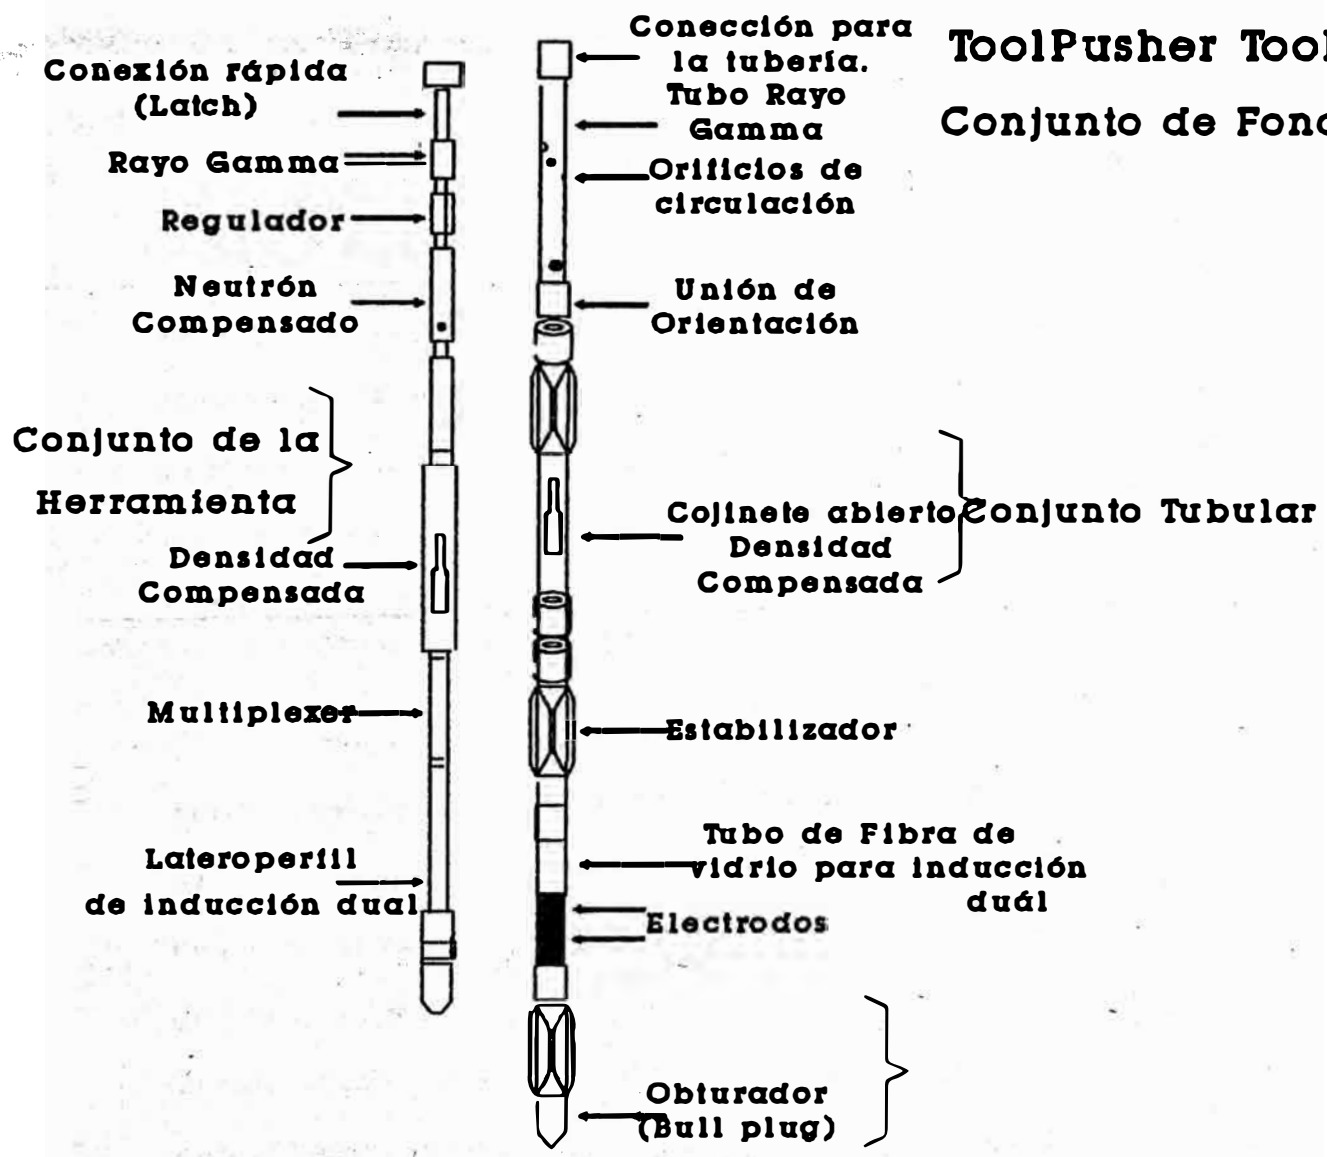 ToolPusher Tool
Conjunto de Fond
Conexión rápida
(Latch)
Rayo Gamma
Regulador
Neutrón
Compensado
Conjunto de la
Herramienta
Densidad
Compensada
Multiplexer
Lateroperfil
de inducción dual
Conección para
la tubería.
Tubo Rayo
Gamma
Orificios de
circulación
Unión de
Orientación
Cojinete abierto
Densidad
Compensada
Conjunto Tubular
Estabilizador
Tubo de Fibra de
vidrio para inducción
duál
Electrodos
Obturador
(Bull plug)